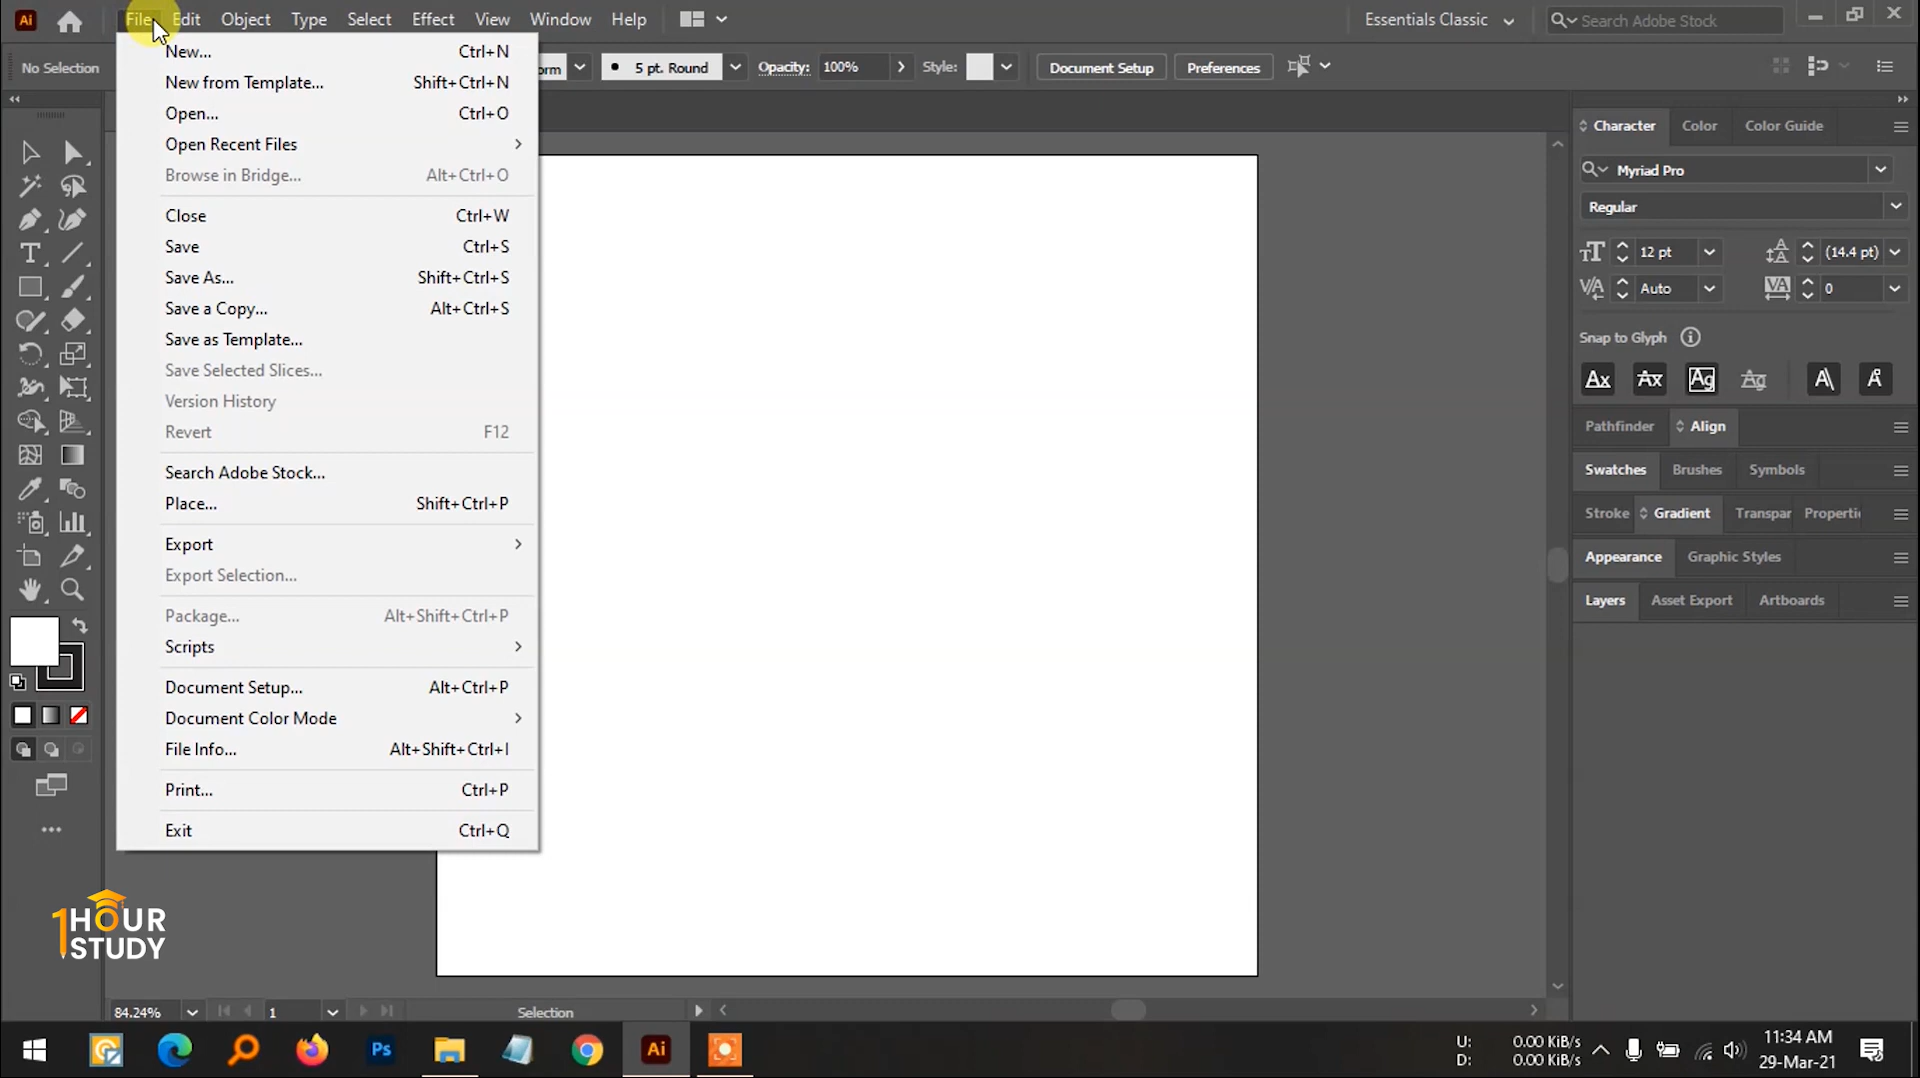 Ai File Edit Object Type Select Effect View Window Help Essentials Classic Search Adobe Stock
No Selection orm 5 pt. Round Opacity: 100% Style: Document Setup Preferences
New... Ctrl+N
New from Template... Shift+Ctrl+N
Open... Ctrl+O
Open Recent Files
Browse in Bridge... Alt+Ctrl+O
Close Ctrl+W
Save Ctrl+S
Save As... Shift+Ctrl+S
Save a Copy... Alt+Ctrl+S
Save as Template...
Save Selected Slices...
Version History
Revert F12
Search Adobe Stock...
Place... Shift+Ctrl+P
Export
Export Selection...
Package... Alt+Shift+Ctrl+P
Scripts
Document Setup... Alt+Ctrl+P
Document Color Mode
File Info... Alt+Shift+Ctrl+I
Print... Ctrl+P
Exit Ctrl+Q
Character Color Color Guide
Myriad Pro
Regular
12 pt (14.4 pt)
Auto 0
Snap to Glyph
Pathfinder Align
Swatches Brushes Symbols
Stroke Gradient Transpar Properti
Appearance Graphic Styles
Layers Asset Export Artboards
1HOUR
STUDY
84.24% 1 Selection
Ps Ai
U: 0.00 KiB/s
D: 0.00 KiB/s
11:34 AM
29-Mar-21